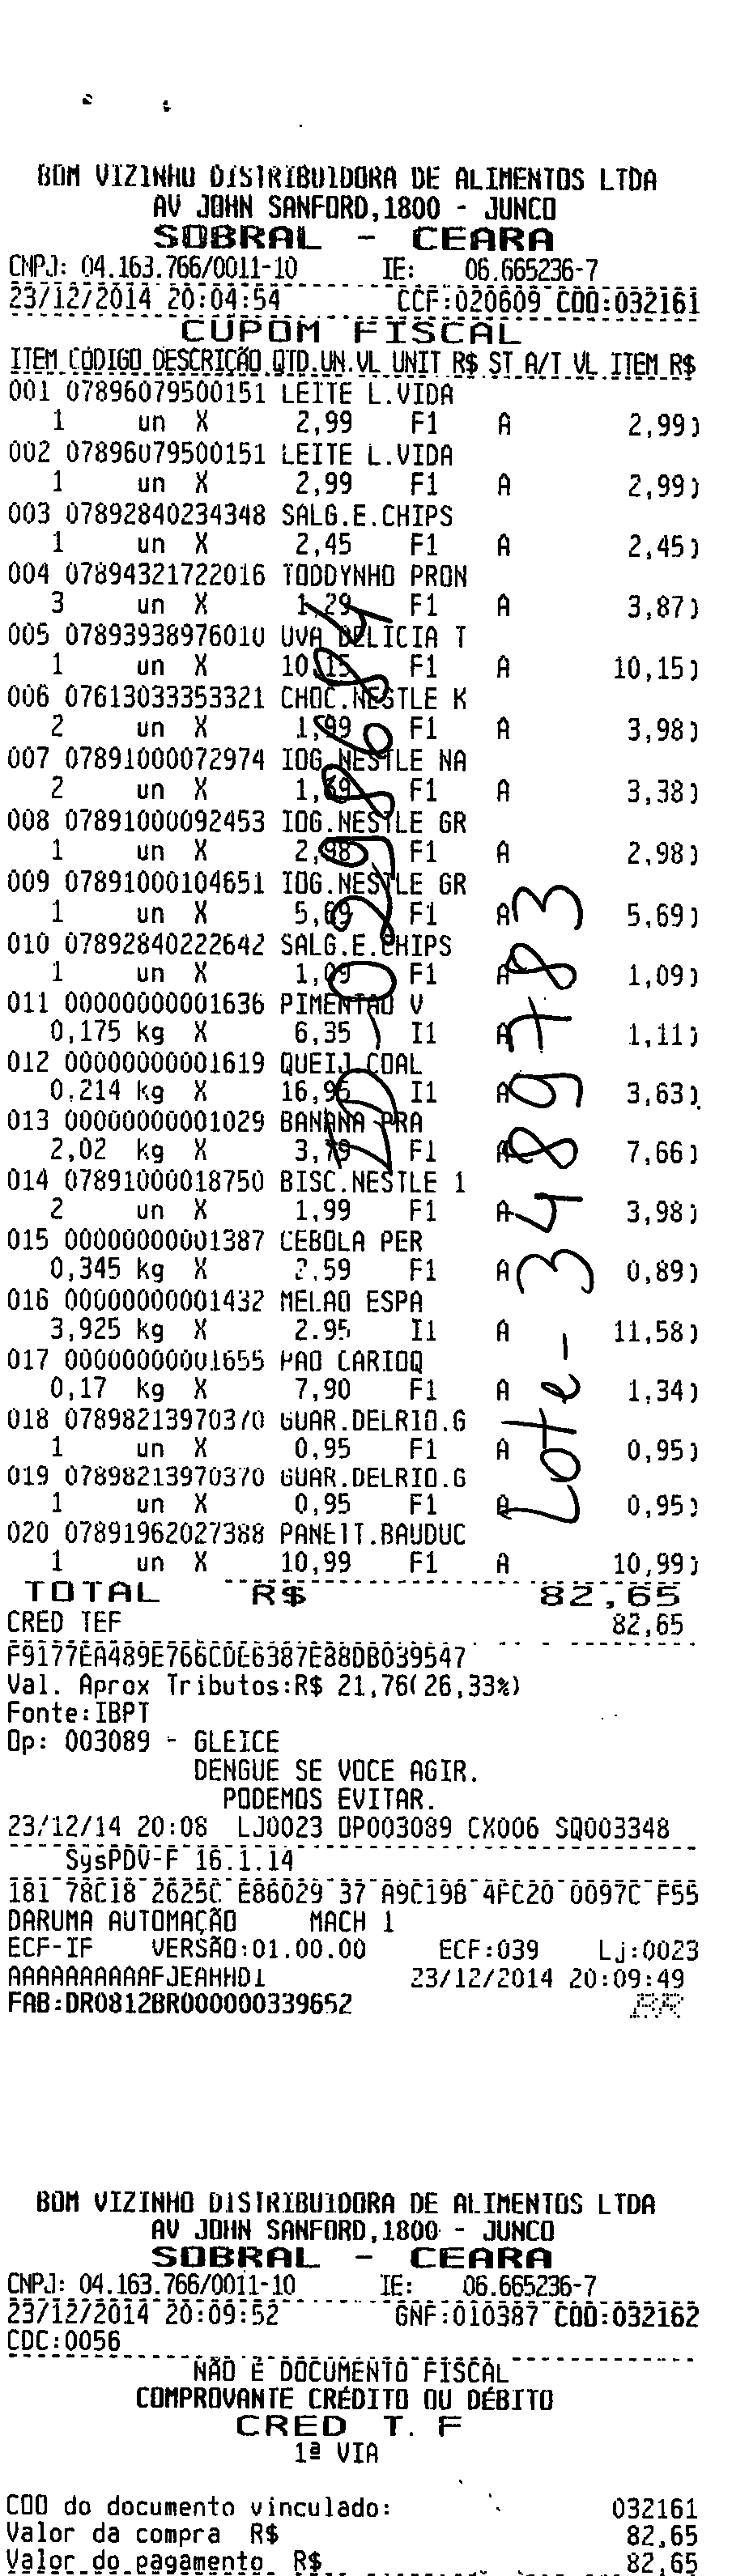 BOM VIZINHO DISTRIBUIDORA DE ALIMENTOS LTDA
AV JOHN SANFORD,1800 - JUNCO
SOBRAL - CEARA
CNPJ: 04.163.766/0011-10 IE: 06.665236-7
23/12/2014 20:04:54 CCF:020609 COO:032161
CUPOM FISCAL
ITEM CÓDIGO DESCRIÇÃO QTD.UN.VL UNIT R$ ST A/T VL ITEM R$
001 07896079500151 LEITE L.VIDA
1 un X 2,99 F1 A 2,99
002 07896079500151 LEITE L.VIDA
1 un X 2,99 F1 A 2,99
003 07892840234348 SALG.E.CHIPS
1 un X 2,45 F1 A 2,45
004 07894321722016 TODDYNHO PRON
3 un X 1,29 F1 A 3,87
005 07893938976010 UVA DELICIA T
1 un X 10,15 F1 A 10,15
006 07613033353321 CHOC.NESTLE K
2 un X 1,99 F1 A 3,98
007 07891000072974 IOG.NESTLE NA
2 un X 1,69 F1 A 3,38
008 07891000092453 IOG.NESTLE GR
1 un X 2,98 F1 A 2,98
009 07891000104651 IOG.NESTLE GR
1 un X 5,69 F1 A 5,69
010 07892840222642 SALG.E.CHIPS
1 un X 1,09 F1 A 1,09
011 00000000001636 PIMENTAO V
0,175 kg X 6,35 I1 A 1,11
012 00000000001619 QUEIJ.COAL
0,214 kg X 16,95 I1 A 3,63
013 00000000001029 BANANA PRA
2,02 kg X 3,79 F1 A 7,66
014 07891000018750 BISC.NESTLE 1
2 un X 1,99 F1 A 3,98
015 00000000001387 CEBOLA PER
0,345 kg X 2,59 F1 A 0,89
016 00000000001432 MELAO ESPA
3,925 kg X 2,95 I1 A 11,58
017 00000000001655 PAO CARIOQ
0,17 kg X 7,90 F1 A 1,34
018 07898213970370 GUAR.DELRIO.G
1 un X 0,95 F1 A 0,95
019 07898213970370 GUAR.DELRIO.G
1 un X 0,95 F1 A 0,95
020 07891962027388 PANETT.BAUDUC
1 un X 10,99 F1 A 10,99
ID-0298684
Lote- 3489783
TOTAL R$ 82,65
CRED TEF 82,65
F9177EA489E766CDE6387E88DB039547
Val. Aprox Tributos:R$ 21,76(26,33%)
Fonte:IBPT
Op: 003089 - GLEICE
DENGUE SE VOCE AGIR.
PODEMOS EVITAR.
23/12/14 20:08 LJ0023 OP003089 CX006 SQ003348
SysPDV-F 16.1.14
181 78C18 2625C E86029 37 A9C19B 4FC20 0097C F55
DARUMA AUTOMAÇÃO MACH 1
ECF-IF VERSÃO:01.00.00 ECF:039 Lj:0023
AAAAAAAAAAFJEAHHDI 23/12/2014 20:09:49
FAB:DR0812BR000000339652 BR
BOM VIZINHO DISTRIBUIDORA DE ALIMENTOS LTDA
AV JOHN SANFORD,1800 - JUNCO
SOBRAL - CEARA
CNPJ: 04.163.766/0011-10 IE: 06.665236-7
23/12/2014 20:09:52 GNF:010387 COO:032162
CDC:0056
NÃO É DOCUMENTO FISCAL
COMPROVANTE CRÉDITO OU DÉBITO
CRED T. F
1ª VIA
COO do documento vinculado: 032161
Valor da compra R$ 82,65
Valor do pagamento R$ 82,65